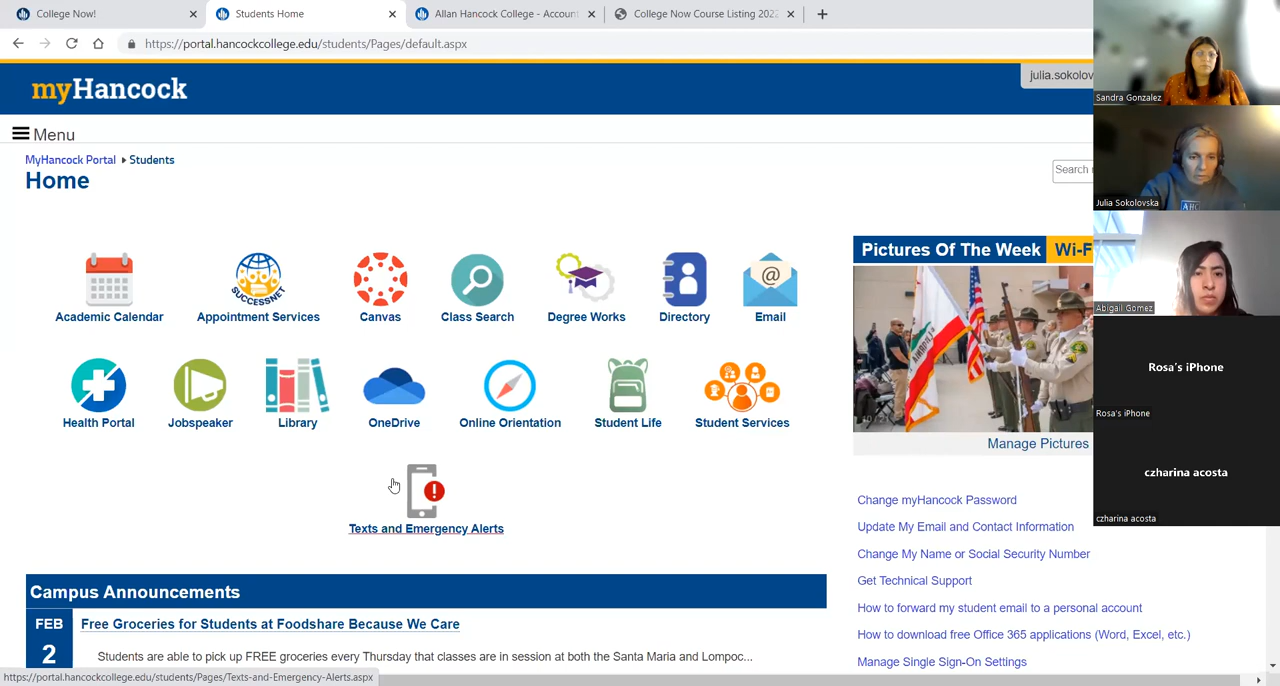 College Now!
Students Home
Allan Hancock College - Account
College Now Course Listing 2022
https://portal.hancockcollege.edu/students/Pages/default.aspx
myHancock
julia.sokolov
Menu
MyHancock Portal Students
Home
Search
Academic Calendar
SUCCESSNET
Appointment Services
Canvas
Class Search
Degree Works
Directory
@
Email
Health Portal
Jobspeaker
Library
OneDrive
Online Orientation
Student Life
Student Services
!
Texts and Emergency Alerts
Pictures Of The Week
Wi-F
Manage Pictures
Change myHancock Password
Update My Email and Contact Information
Change My Name or Social Security Number
Get Technical Support
How to forward my student email to a personal account
How to download free Office 365 applications (Word, Excel, etc.)
Manage Single Sign-On Settings
Campus Announcements
FEB
2
Free Groceries for Students at Foodshare Because We Care
Students are able to pick up FREE groceries every Thursday that classes are in session at both the Santa Maria and Lompoc...
https://portal.hancockcollege.edu/students/Pages/Texts-and-Emergency-Alerts.aspx
Sandra Gonzalez
Julia Sokolovska
Abigail Gomez
Rosa's iPhone
Rosa's iPhone
czharina acosta
czharina acosta